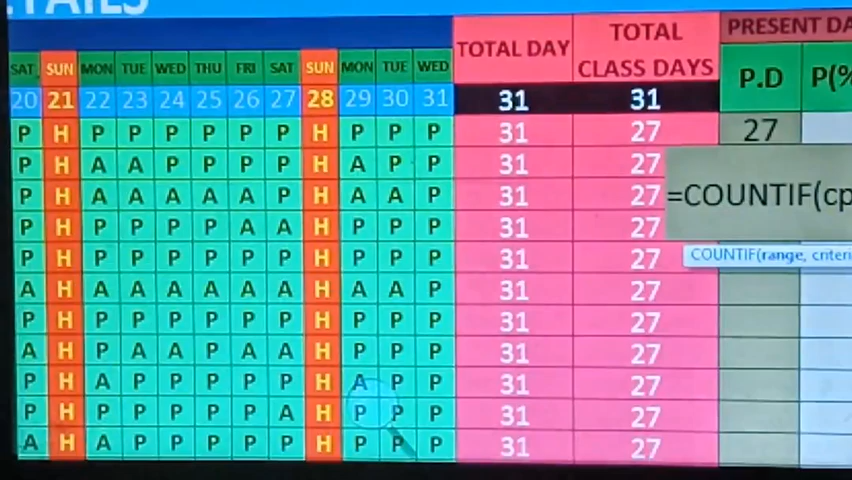 TOTAL DAY TOTAL CLASS DAYS PRESENT
SAT SUN MON TUE WED THU FRI SAT SUN MON TUE WED P.D P(%
20 21 22 23 24 25 26 27 28 29 30 31 31 31
P H P P P P P P H P P P 31 27 27
P H A A P P P P H A P P 31 27
P H A A A A A P H A A P 31 27 =COUNTIF(cp
P H P P P P A A H P P P 31 27
P H P P P P P P H P P P 31 27 COUNTIF(range,
A H A A A A A A H A A P 31 27
P H P P P P P P H P P P 31 27
A H P A A P A A H P P P 31 27
P H A P P P P P H A P P 31 27
P H P P P P P A H P P P 31 27
A H A P P P P P H P P P 31 27